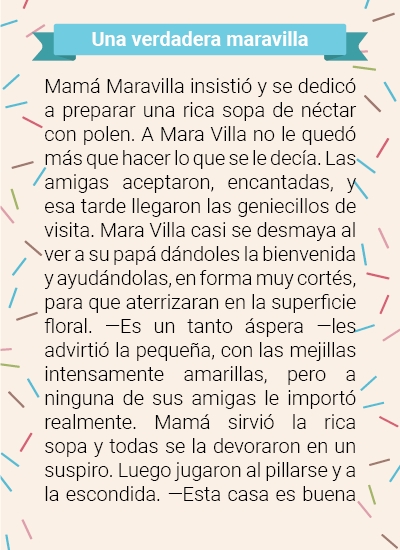 Una verdadera maravilla
Mamá Maravilla insistió y se dedicó
a preparar una rica sopa de néctar
con polen. A Mara Villa no le quedó
más que hacer lo que se le decía. Las
amigas aceptaron, encantadas, y
esa tarde llegaron las geniecillos de
visita. Mara Villa casi se desmaya al
ver a su papá dándoles la bienvenida
y ayudándolas, en forma muy cortés,
para que aterrizaran en la superficie
floral. —Es un tanto áspera —les
advirtió la pequeña, con las mejillas
intensamente amarillas, pero a
ninguna de sus amigas le importó
realmente. Mamá sirvió la rica
sopa y todas se la devoraron en un
suspiro. Luego jugaron al pillarse y a
la escondida. —Esta casa es buena